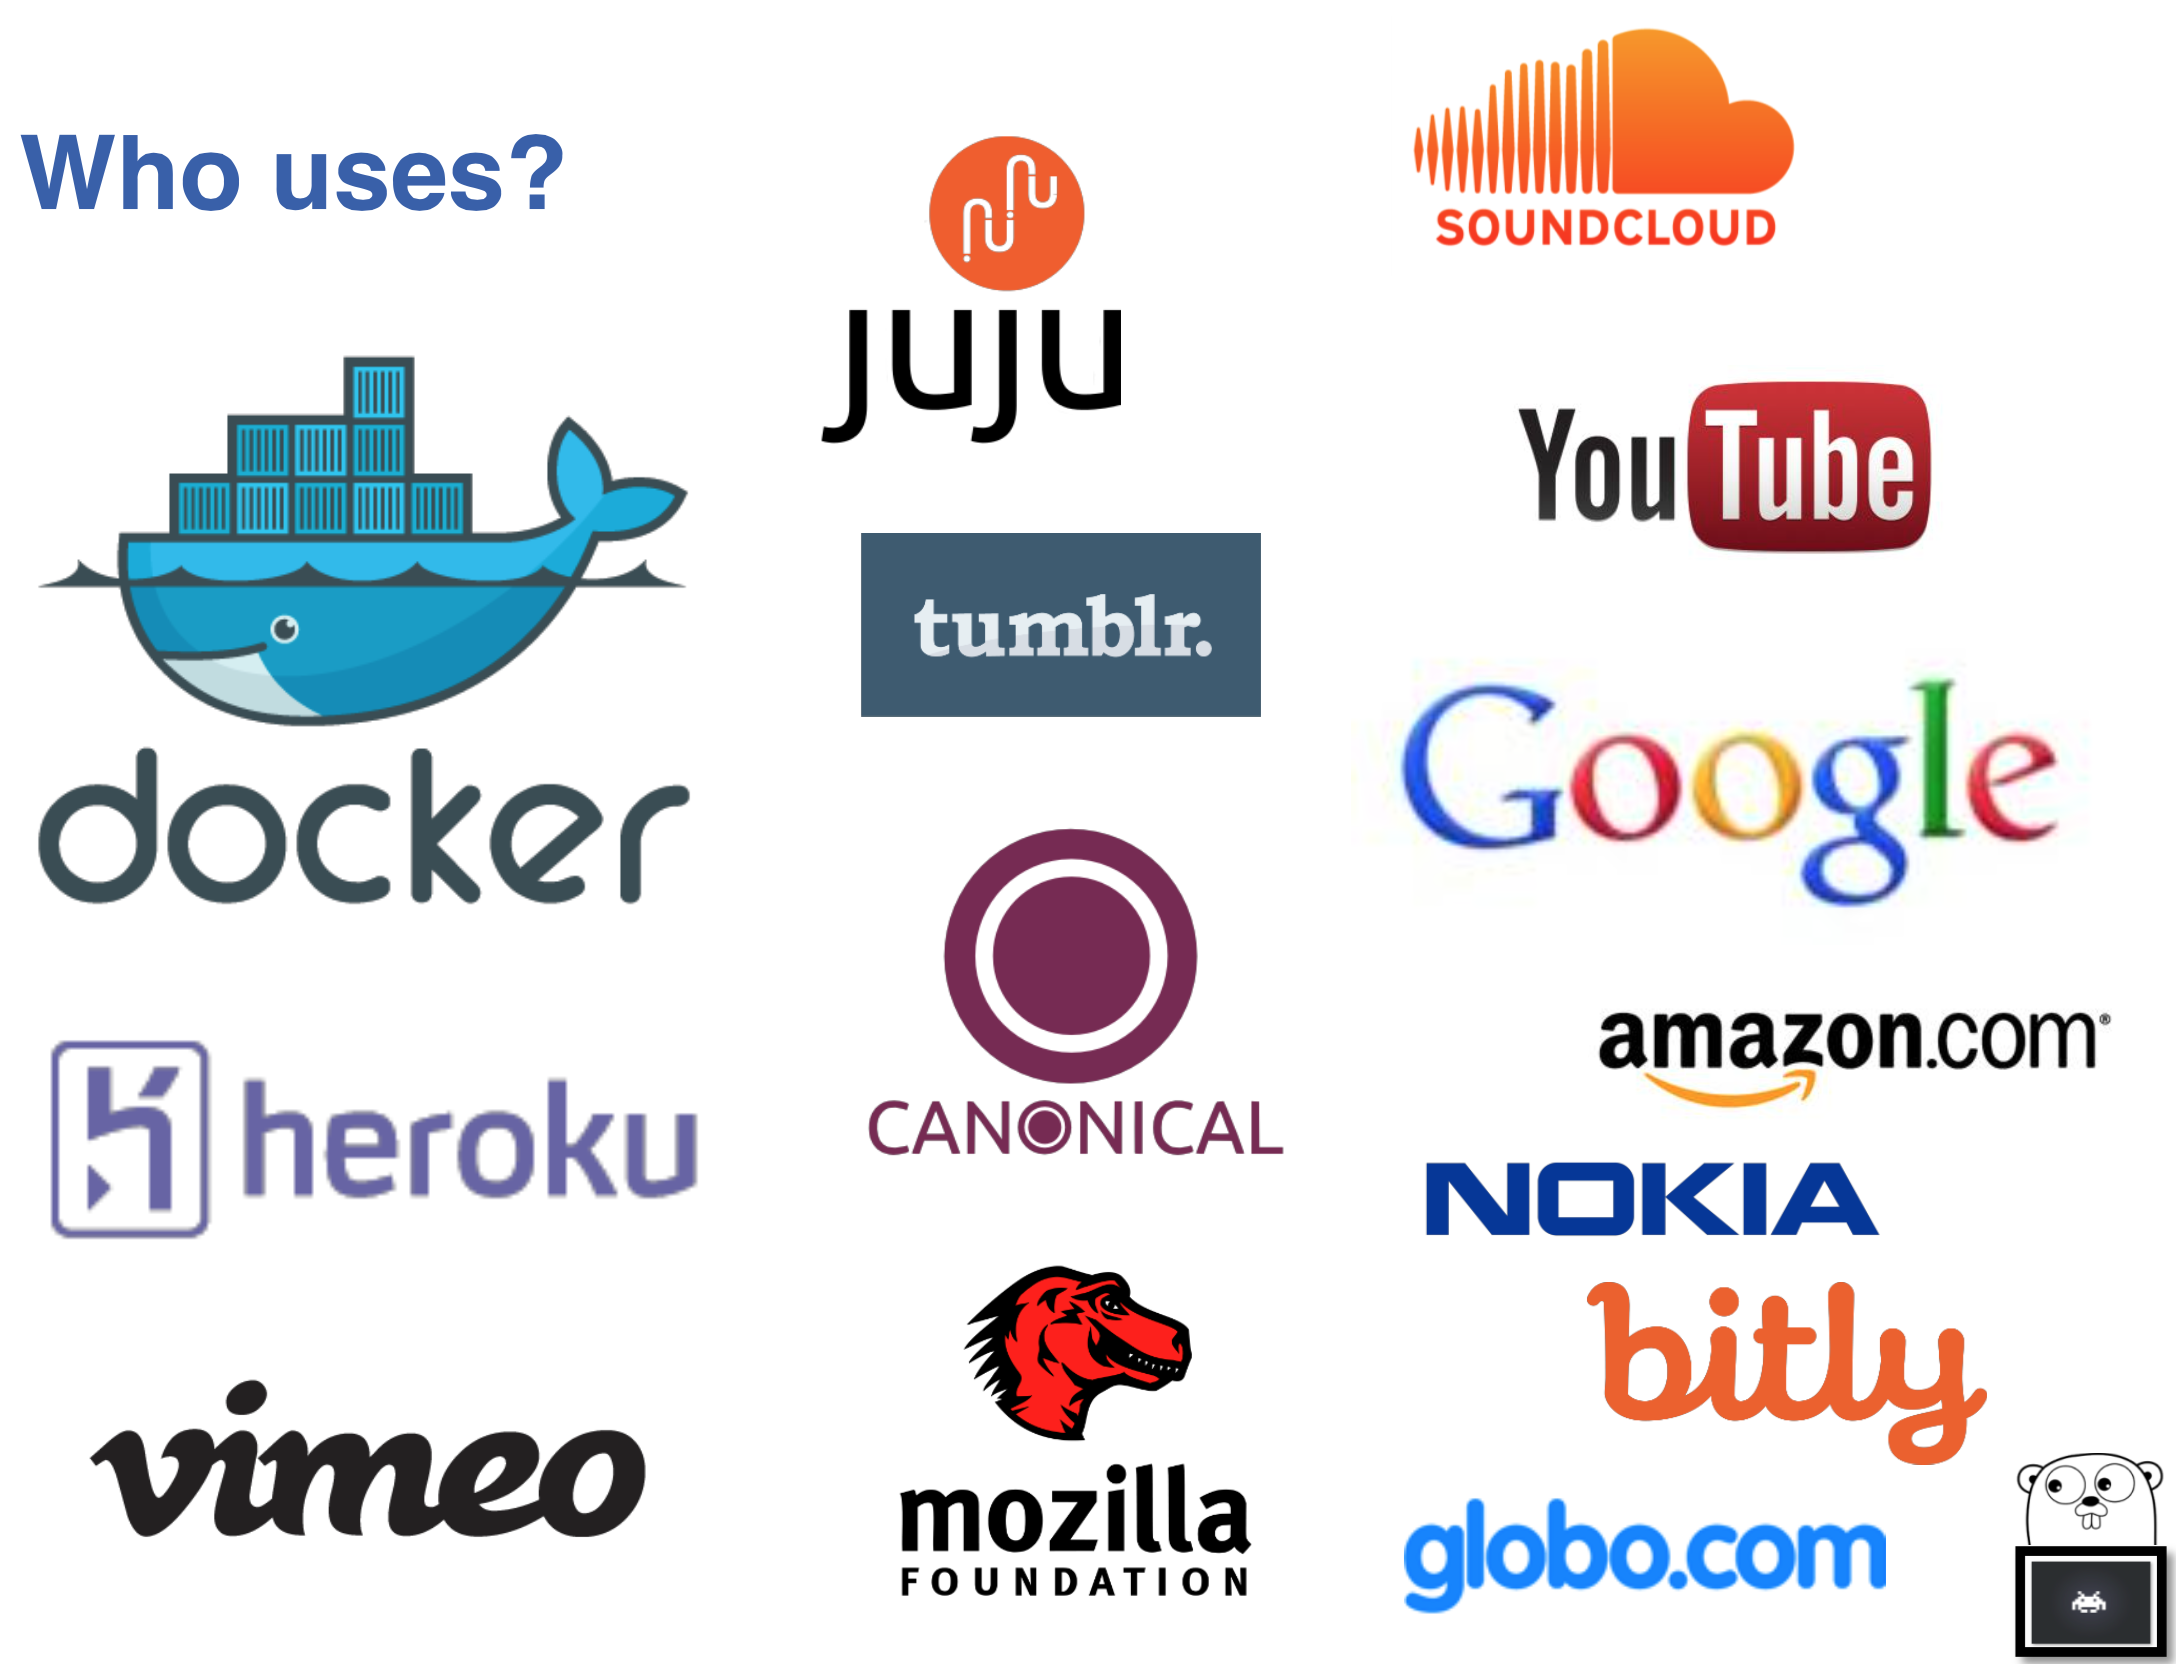 Who uses?
docker
heroku
vimeo
juju
tumblr.
CANONICAL
mozilla
FOUNDATION
SOUNDCLOUD
YouTube
Google
amazon.com®
NOKIA
bitly
globo.com